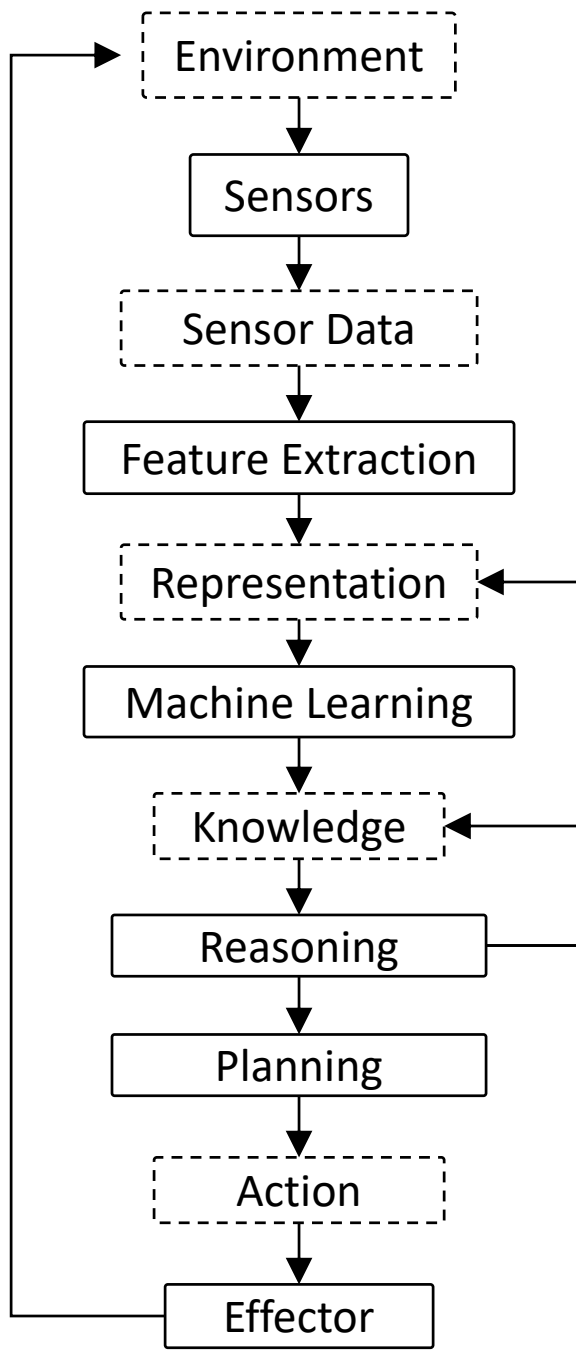 Environment
Sensors
Sensor Data
Feature Extraction
Representation
Machine Learning
Knowledge
Reasoning
Planning
Action
Effector